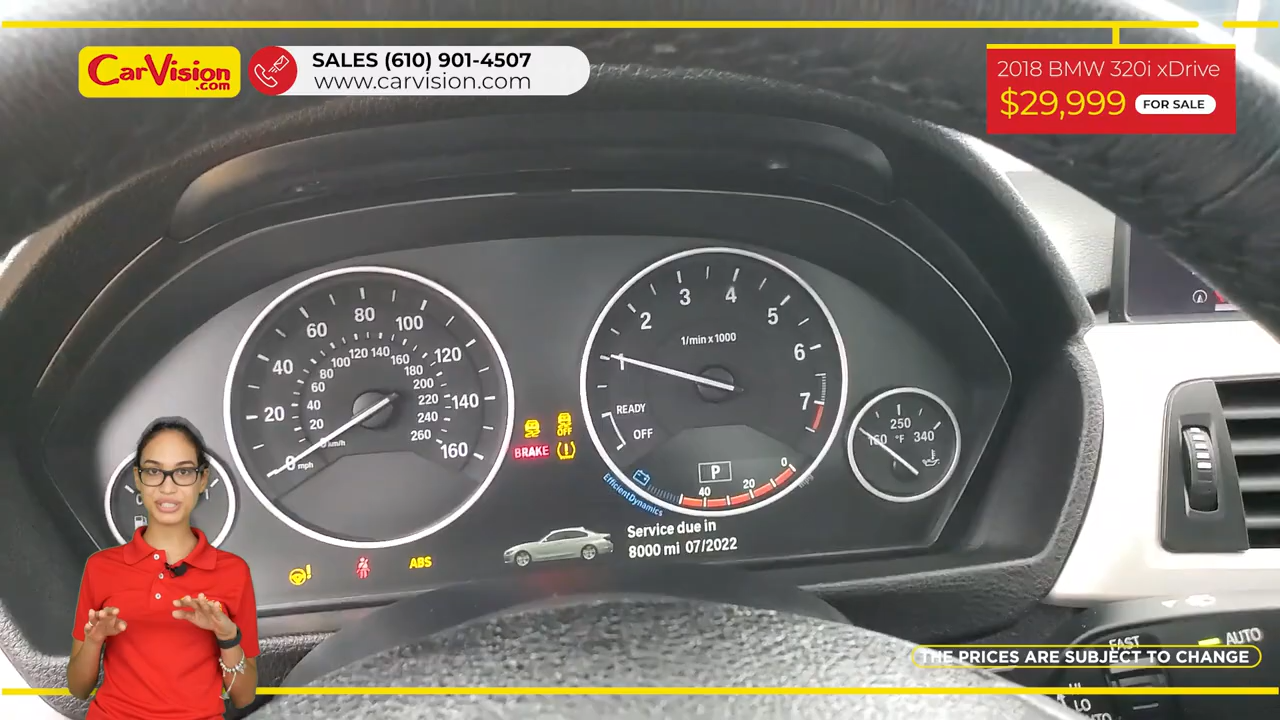 CarVision
.com
SALES (610) 901-4507
www.carvision.com
2018 BMW 320i xDrive
$29,999 FOR SALE
0 20 40 60 80 100 120 140 160
mph
20 40 60 80 100 120 140 160 180 200 220 240 260
km/h
OFF
BRAKE
1 2 3 4 5 6 7
1/min x 1000
READY
OFF
P
40 20 0
EfficientDynamics
160 250 340
°F
Service due in
8000 mi 07/2022
ABS
FAST
AUTO
THE PRICES ARE SUBJECT TO CHANGE
LO